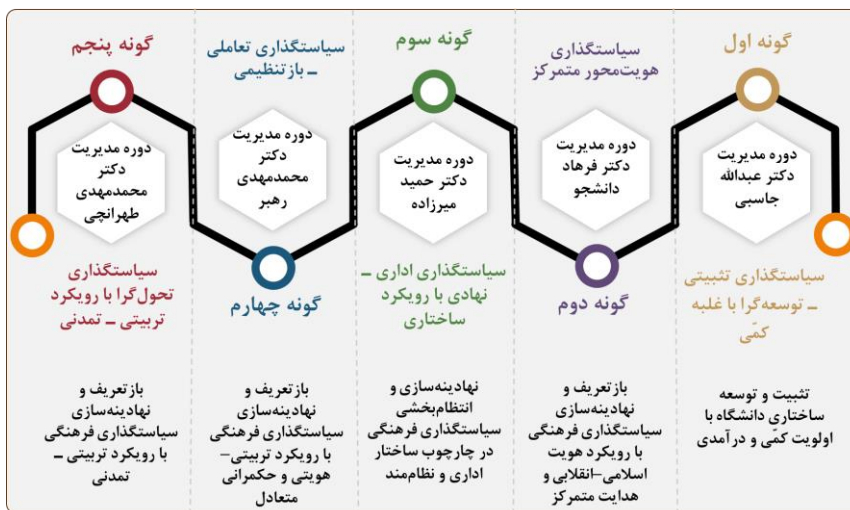 گونه اول
دوره مدیریت
دکتر عبدالله
جاسبی
سیاستگذاری تثبیتی
ـ توسعه‌گرا با غلبه
کمّی
تثبیت و توسعه
ساختاری دانشگاه با
اولویت کمّی و درآمدی
سیاستگذاری
هویت‌محور متمرکز
دوره مدیریت
دکتر فرهاد
دانشجو
گونه دوم
بازتعریف و
نهادینه‌سازی
سیاستگذاری فرهنگی
با رویکرد هویت
اسلامی–انقلابی و
هدایت متمرکز
گونه سوم
دوره مدیریت
دکتر حمید
میرزاده
سیاستگذاری اداری ـ
نهادی با رویکرد
ساختاری
نهادینه‌سازی و
انتظام‌بخشی
سیاستگذاری فرهنگی
در چارچوب ساختار
اداری و نظام‌مند
سیاستگذاری تعاملی
ـ بازتنظیمی
دوره مدیریت
دکتر
محمدمهدی
رهبر
گونه چهارم
بازتعریف و
نهادینه‌سازی
سیاستگذاری فرهنگی
با رویکرد تربیتی–
هویتی و حکمرانی
متعادل
گونه پنجم
دوره مدیریت
دکتر
محمدمهدی
طهرانچی
سیاستگذاری
تحول‌گرا با رویکرد
تربیتی ـ تمدنی
بازتعریف و
نهادینه‌سازی
سیاستگذاری فرهنگی
با رویکرد تربیتی ـ
تمدنی